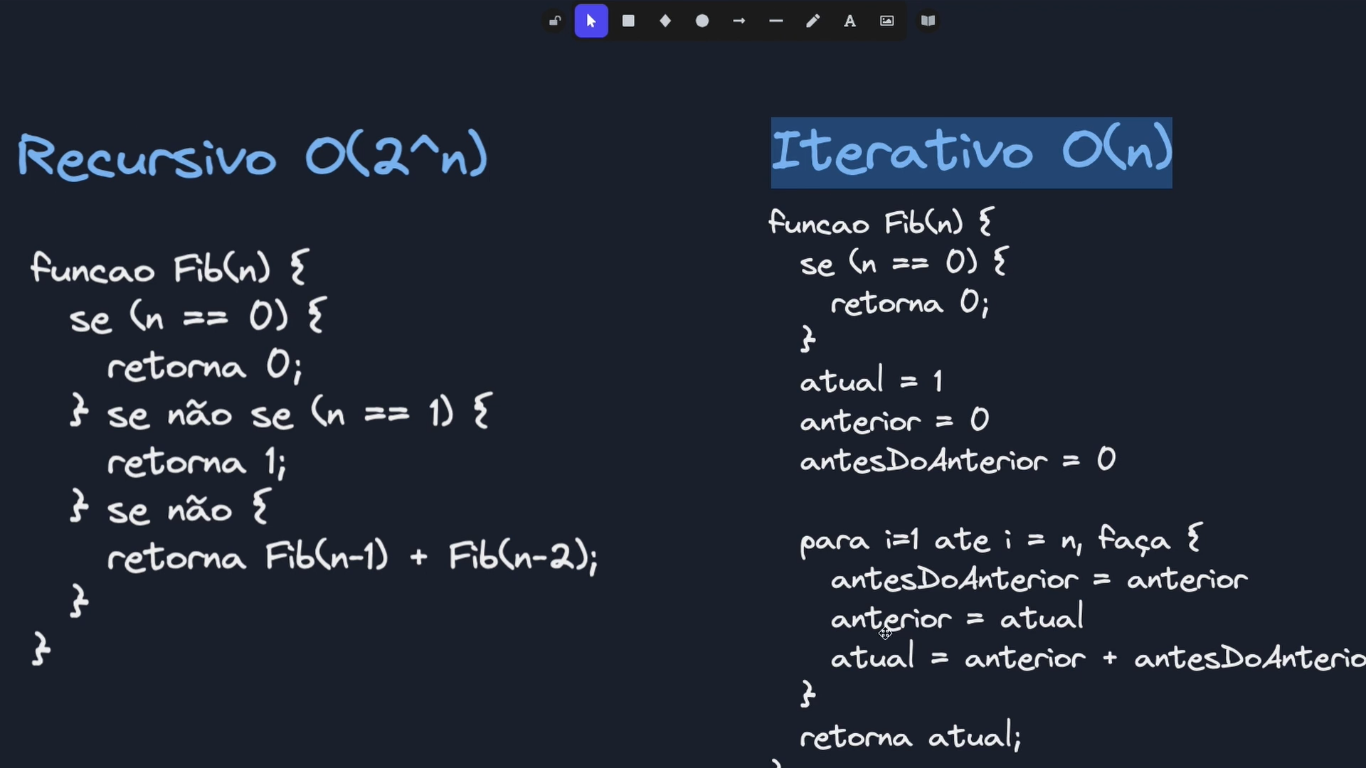 Recursivo O(2^n)
funcao Fib(n) {
se (n == 0) {
retorna 0;
} se não se (n == 1) {
retorna 1;
} se não {
retorna Fib(n-1) + Fib(n-2);
}
}
Iterativo O(n)
funcao Fib(n) {
se (n == 0) {
retorna 0;
}
atual = 1
anterior = 0
antesDoAnterior = 0
para i=1 ate i = n, faça {
antesDoAnterior = anterior
anterior = atual
atual = anterior + antesDoAnterio
}
retorna atual;
}